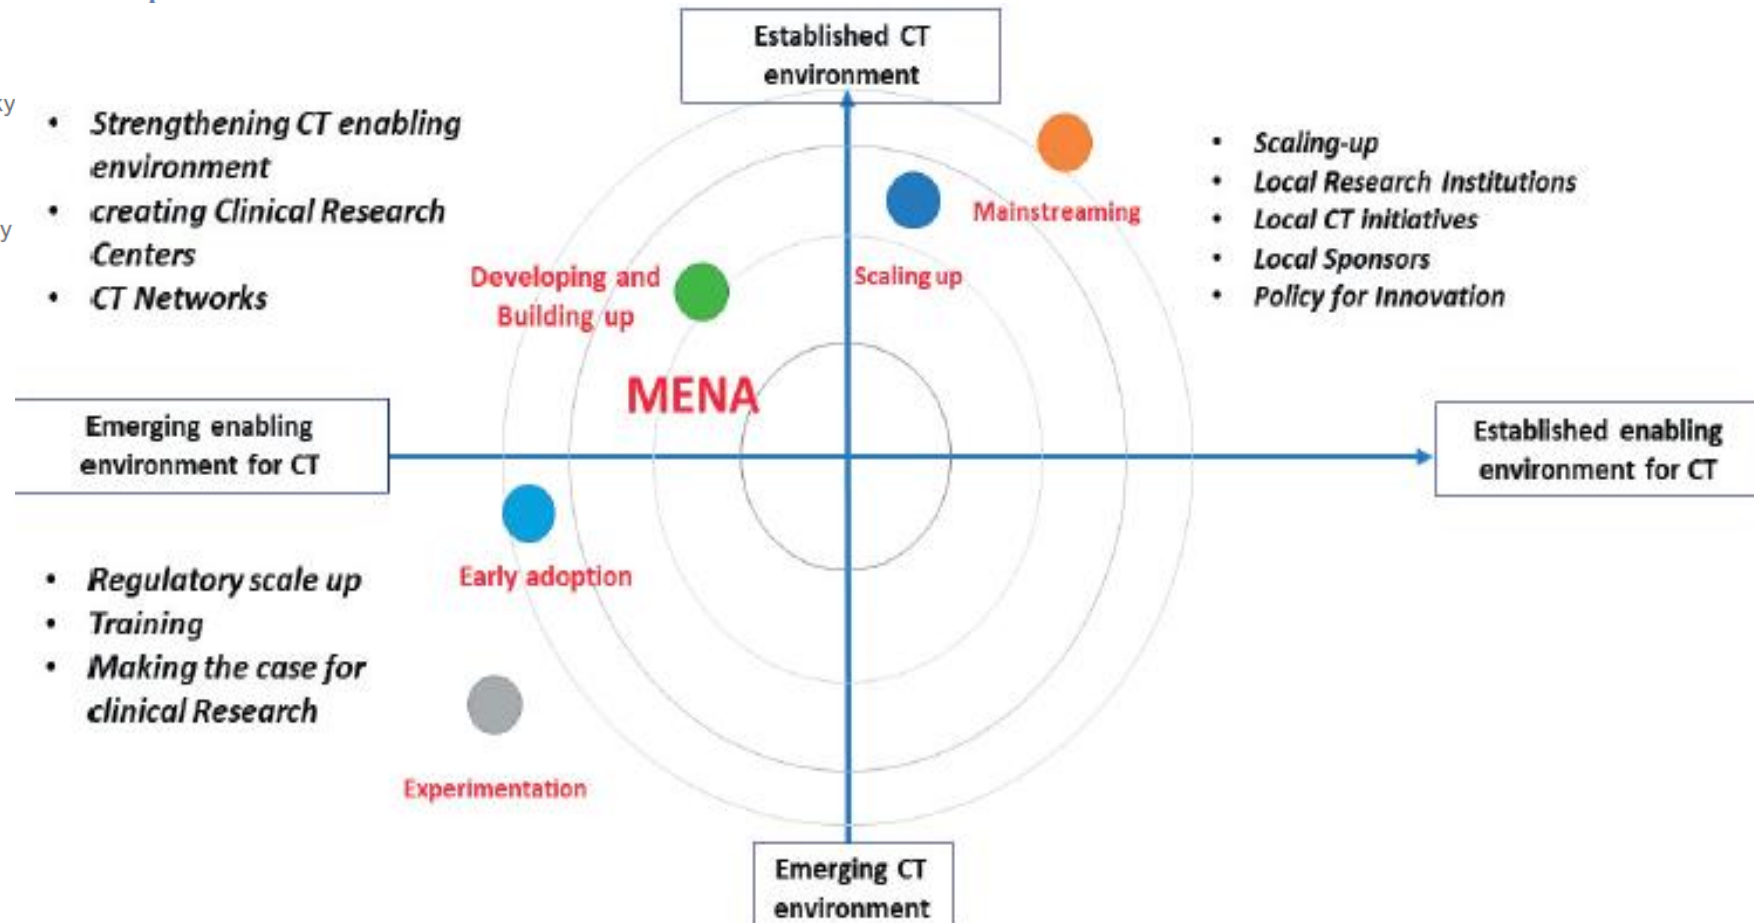 Established CT
environment
• Strengthening CT enabling
environment
• creating Clinical Research
Centers
• CT Networks
• Scaling-up
• Local Research Institutions
• Local CT initiatives
• Local Sponsors
• Policy for Innovation
Mainstreaming
Scaling up
Developing and
Building up
MENA
Emerging enabling
environment for CT
Established enabling
environment for CT
Early adoption
• Regulatory scale up
• Training
• Making the case for
clinical Research
Experimentation
Emerging CT
environment